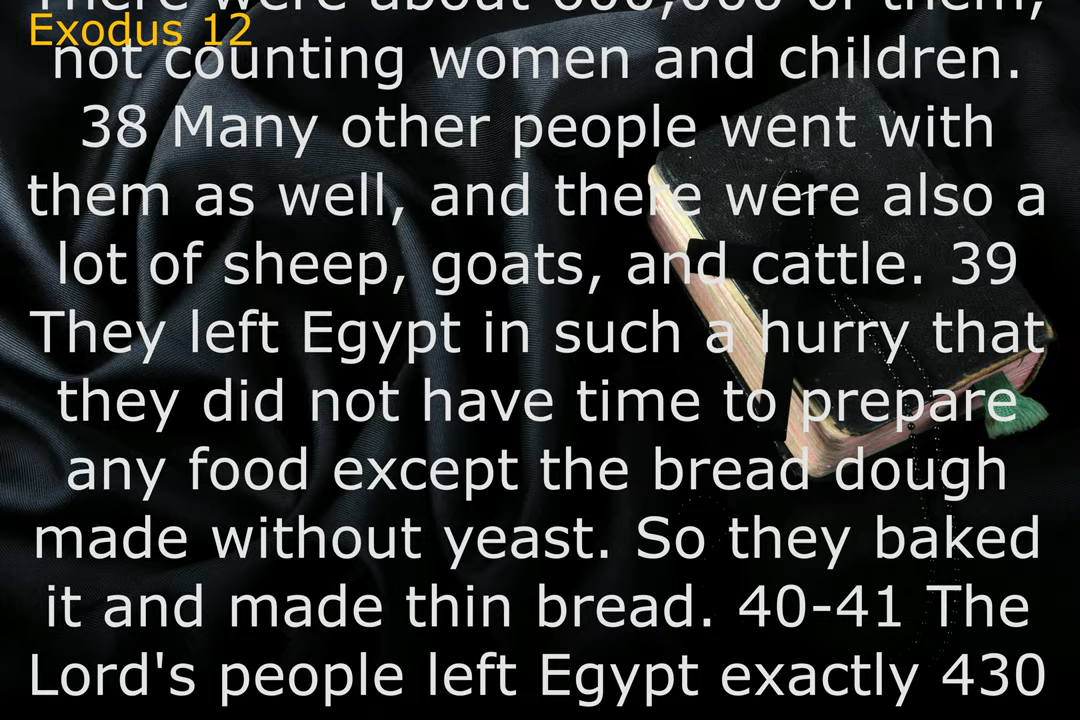 There were about 600,000 of them,
Exodus 12
not counting women and children.
38 Many other people went with
them as well, and there were also a
lot of sheep, goats, and cattle. 39
They left Egypt in such a hurry that
they did not have time to prepare
any food except the bread dough
made without yeast. So they baked
it and made thin bread. 40-41 The
Lord's people left Egypt exactly 430